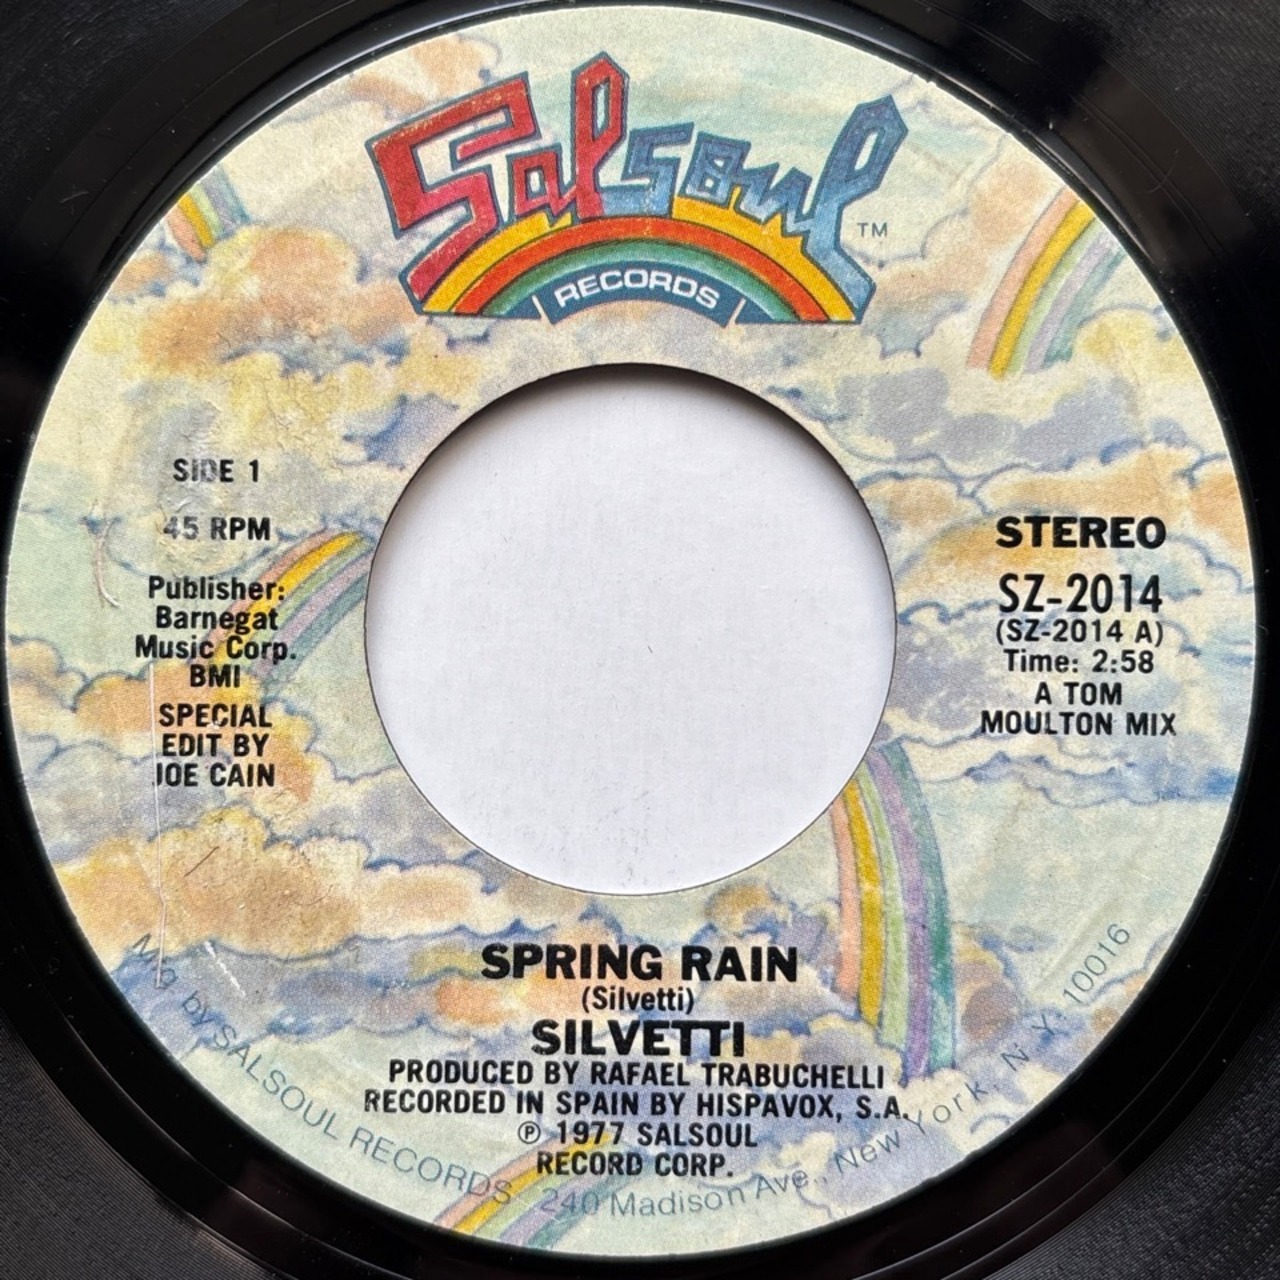 Salsoul
TM
RECORDS
SIDE 1
45 RPM
Publisher:
Barnegat
Music Corp.
BMI
SPECIAL
EDIT BY
JOE CAIN
STEREO
SZ-2014
(SZ-2014 A)
Time: 2:58
A TOM
MOULTON MIX
SPRING RAIN
(Silvetti)
SILVETTI
PRODUCED BY RAFAEL TRABUCHELLI
RECORDED IN SPAIN BY HISPAVOX, S.A.
℗ 1977 SALSOUL
RECORD CORP.
Mfg by SALSOUL RECORDS 240 Madison Ave., New York, N.Y. 10016